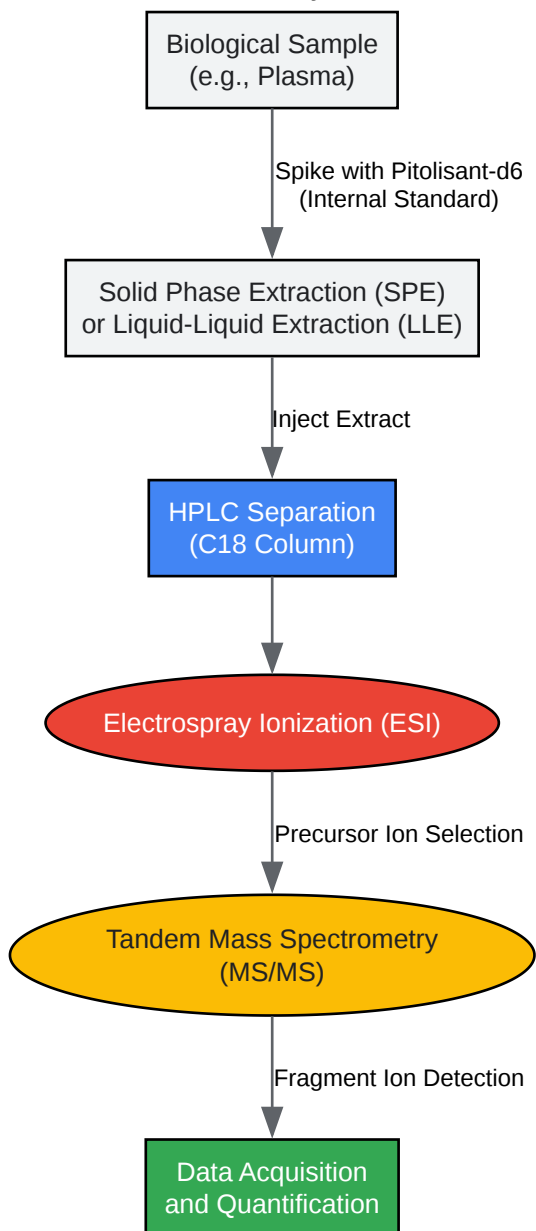 Biological Sample
(e.g., Plasma)
Spike with Pitolisant-d6
(Internal Standard)
Solid Phase Extraction (SPE)
or Liquid-Liquid Extraction (LLE)
Inject Extract
HPLC Separation
(C18 Column)
Electrospray Ionization (ESI)
Precursor Ion Selection
Tandem Mass Spectrometry
(MS/MS)
Fragment Ion Detection
Data Acquisition
and Quantification